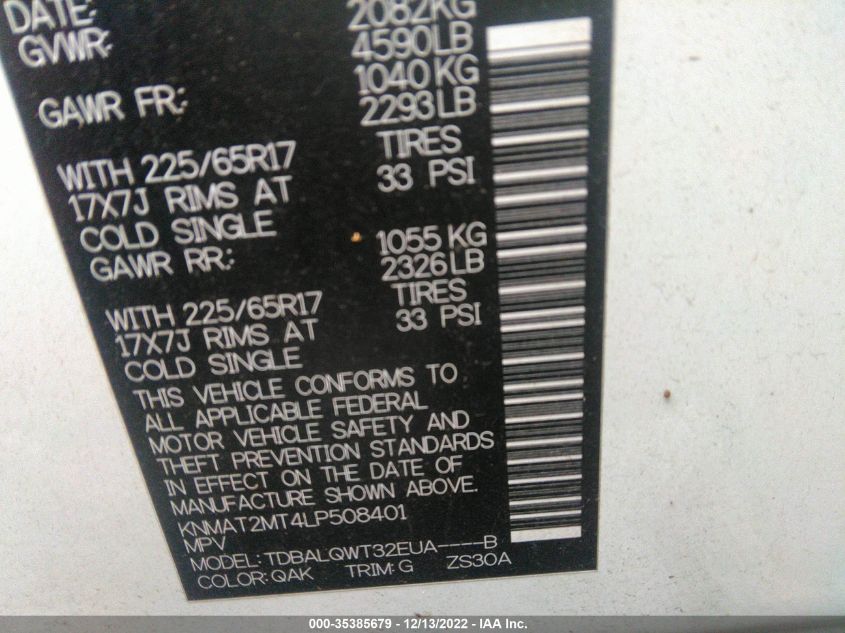 DATE: 2082KG
GVWR: 4590LB
1040 KG
GAWR FR: 2293LB
WITH 225/65R17 TIRES
17X7J RIMS AT 33 PSI
COLD SINGLE
GAWR RR: 1055 KG
2326LB
WITH 225/65R17 TIRES
17X7J RIMS AT 33 PSI
COLD SINGLE
THIS VEHICLE CONFORMS TO
ALL APPLICABLE FEDERAL
MOTOR VEHICLE SAFETY AND
THEFT PREVENTION STANDARDS
IN EFFECT ON THE DATE OF
MANUFACTURE SHOWN ABOVE.
KNMAT2MT4LP508401
MPV
MODEL: TDBALQWT32EUA----B
COLOR: QAK TRIM: G ZS30A
000-35385679 - 12/13/2022 - IAA Inc.